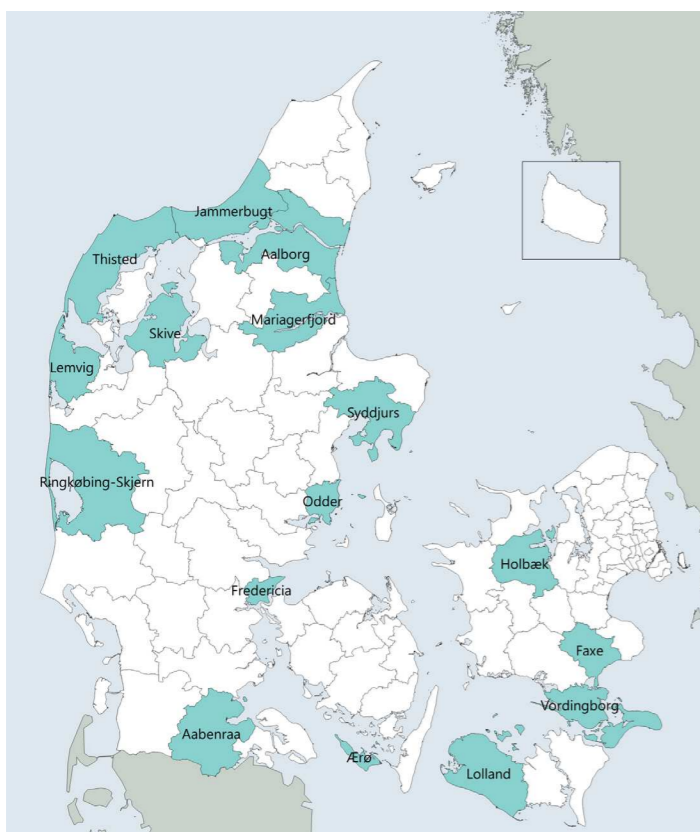 Jammerbugt
Aalborg
Thisted
Mariagerfjord
Skive
Lemvig
Syddjurs
Ringkøbing-Skjern
Odder
Holbæk
Fredericia
Faxe
Vordingborg
Aabenraa
Ærø
Lolland